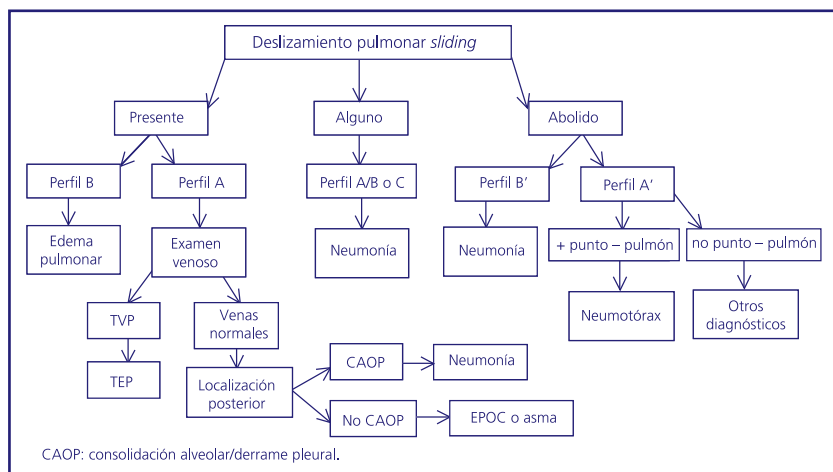 Deslizamiento pulmonar sliding
Presente
Alguno
Abolido
Perfil B
Perfil A
Perfil A/B o C
Perfil B’
Perfil A’
Edema
pulmonar
Examen
venoso
Neumonía
Neumonía
+ punto – pulmón
no punto – pulmón
TVP
Venas
normales
Neumotórax
Otros
diagnósticos
TEP
Localización
posterior
CAOP
Neumonía
No CAOP
EPOC o asma
CAOP: consolidación alveolar/derrame pleural.